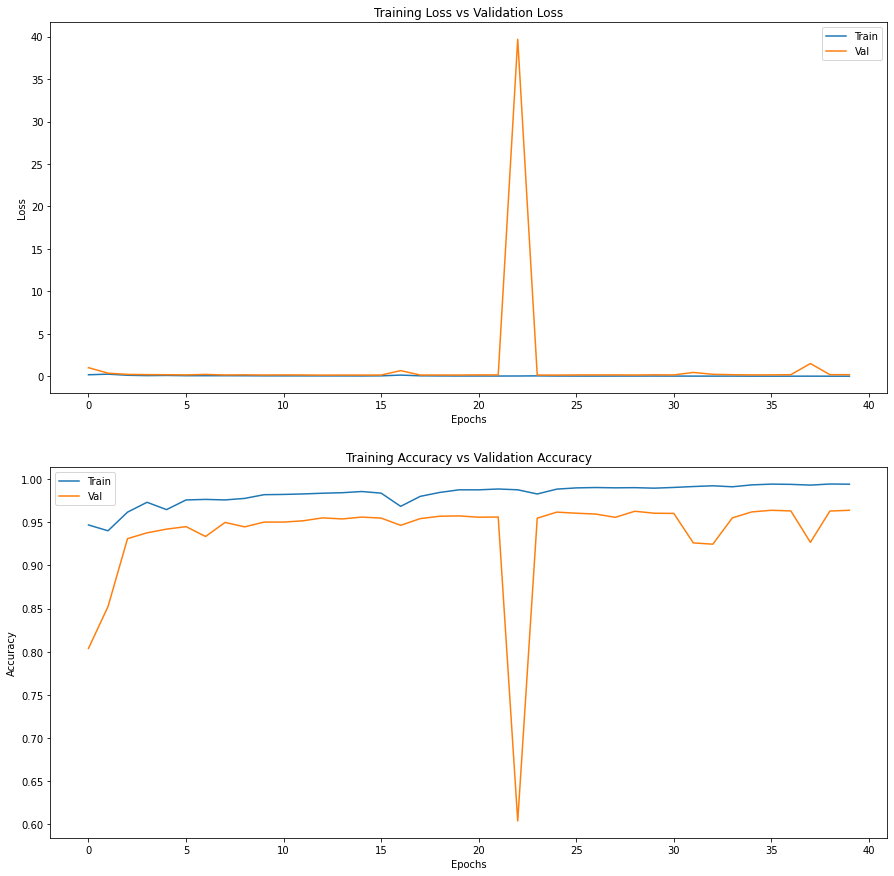 Training Loss vs Validation Loss
Train
Val
40
35
30
25
20
15
10
5
0
Loss
0 5 10 15 20 25 30 35 40
Epochs
Training Accuracy vs Validation Accuracy
Train
Val
1.00
0.95
0.90
0.85
0.80
0.75
0.70
0.65
0.60
Accuracy
0 5 10 15 20 25 30 35 40
Epochs